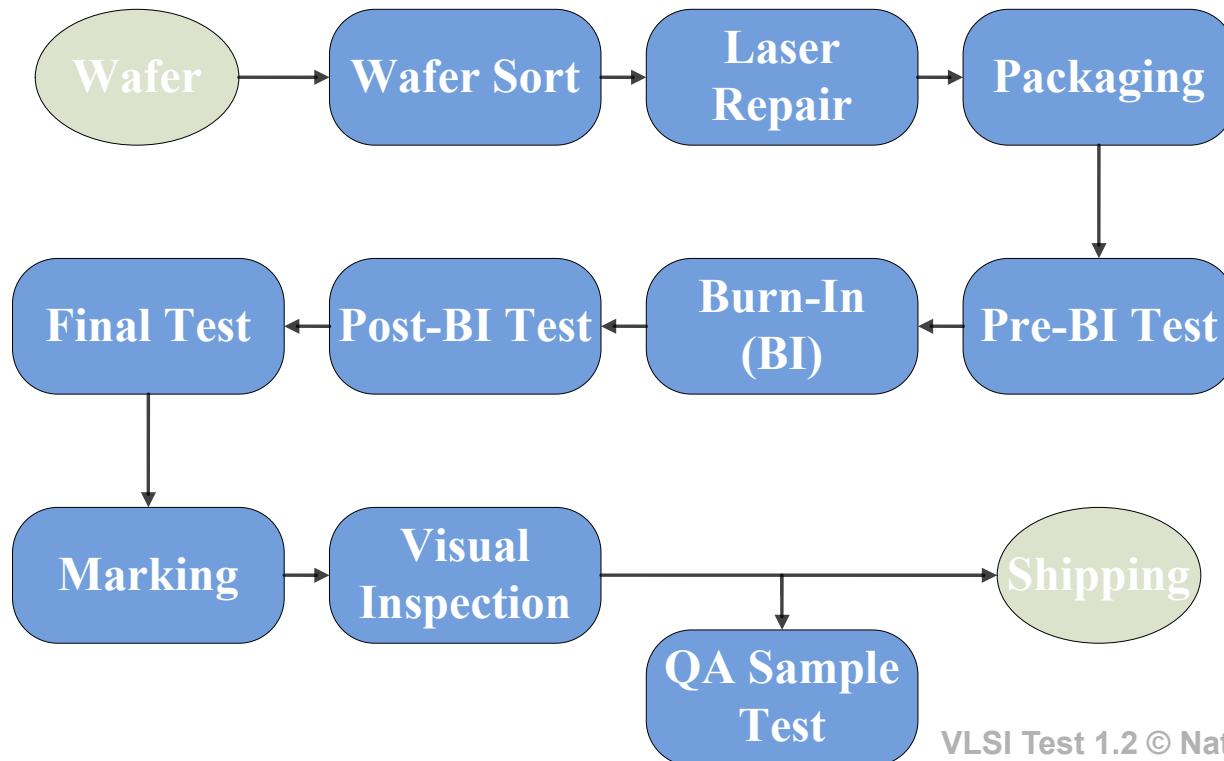 Wafer
Wafer Sort
Laser
Repair
Packaging
Final Test
Post-BI Test
Burn-In
(BI)
Pre-BI Test
Marking
Visual
Inspection
Shipping
QA Sample
Test
VLSI Test 1.2 © Nat